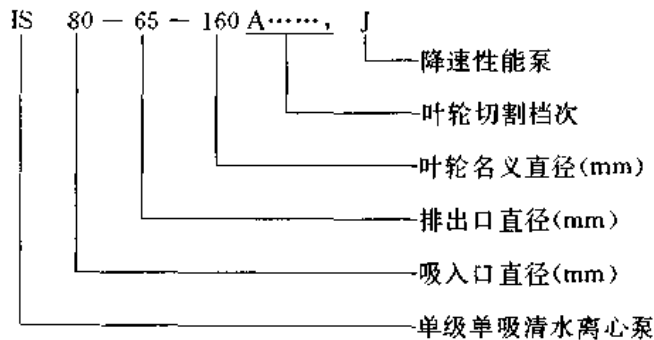 IS 80－65－160 A……， J
降速性能泵
叶轮切割档次
叶轮名义直径(mm)
排出口直径(mm)
吸入口直径(mm)
单级单吸清水离心泵